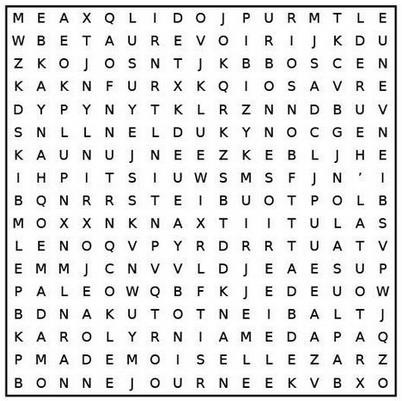 M E A X Q L I D O J P U R M T L E
W B E T A U R E V O I R I J K D U
Z K O J O S N T J K B B O S C E N
K A K N F U R X K Q I O S A V R E
D Y P Y N Y T K L R Z N N D B U V
S N L L N E L D U K Y N O C G E N
K A U N U J N E E Z K E B L J H E
I H P I T S I U W S M S F J N ' I
B Q N R R S T E I B U O T P O L B
M O X X N K N A X T I I T U L A S
L E N O Q V P Y R D R R T U A T V
E M M J C N V V L D J E A E S U P
P A L E O W Q B F K J E D E U O W
B D N A K U T O T N E I B A L T J
K A R O L Y R N I A M E D A P A Q
P M A D E M O I S E L L E Z A R Z
B O N N E J O U R N E E K V B X O